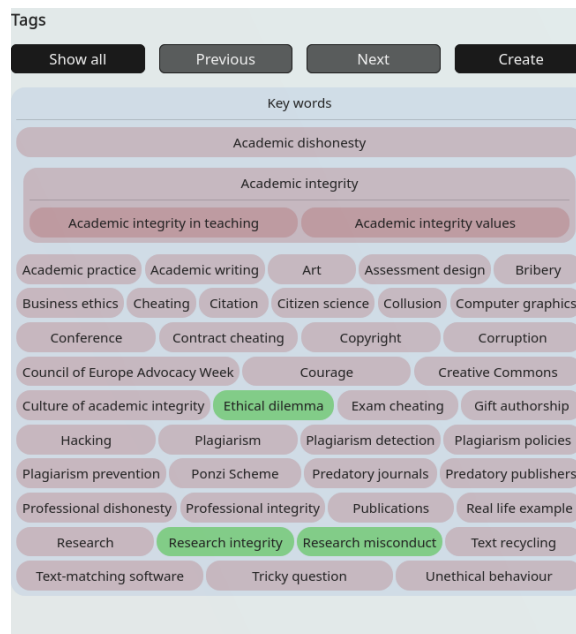 Tags
Show all Previous Next Create
Key words
Academic dishonesty
Academic integrity
Academic integrity in teaching Academic integrity values
Academic practice Academic writing Art Assessment design Bribery
Business ethics Cheating Citation Citizen science Collusion Computer graphics
Conference Contract cheating Copyright Corruption
Council of Europe Advocacy Week Courage Creative Commons
Culture of academic integrity Ethical dilemma Exam cheating Gift authorship
Hacking Plagiarism Plagiarism detection Plagiarism policies
Plagiarism prevention Ponzi Scheme Predatory journals Predatory publishers
Professional dishonesty Professional integrity Publications Real life example
Research Research integrity Research misconduct Text recycling
Text-matching software Tricky question Unethical behaviour